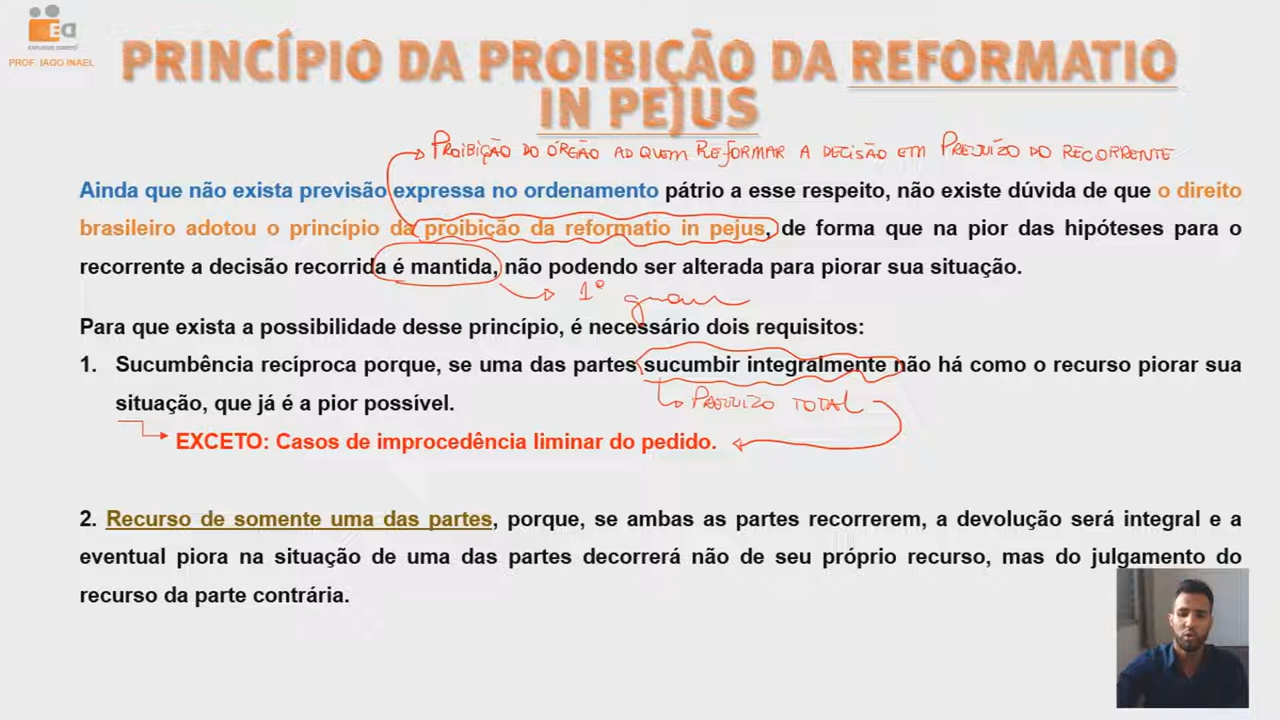 EXPLIQUE DIREITO
PROF. IAGO INAEL
PRINCÍPIO DA PROIBIÇÃO DA REFORMATIO
IN PEJUS
PROIBIÇÃO DO ÓRGÃO AD QUEM REFORMAR A DECISÃO EM PREJUÍZO DO RECORRENTE
Ainda que não exista previsão expressa no ordenamento pátrio a esse respeito, não existe dúvida de que o direito
brasileiro adotou o princípio da proibição da reformatio in pejus, de forma que na pior das hipóteses para o
recorrente a decisão recorrida é mantida, não podendo ser alterada para piorar sua situação.
1º grau
Para que exista a possibilidade desse princípio, é necessário dois requisitos:
1. Sucumbência recíproca porque, se uma das partes sucumbir integralmente não há como o recurso piorar sua
situação, que já é a pior possível.
PREJUÍZO TOTAL
EXCETO: Casos de improcedência liminar do pedido.
2. Recurso de somente uma das partes, porque, se ambas as partes recorrerem, a devolução será integral e a
eventual piora na situação de uma das partes decorrerá não de seu próprio recurso, mas do julgamento do
recurso da parte contrária.